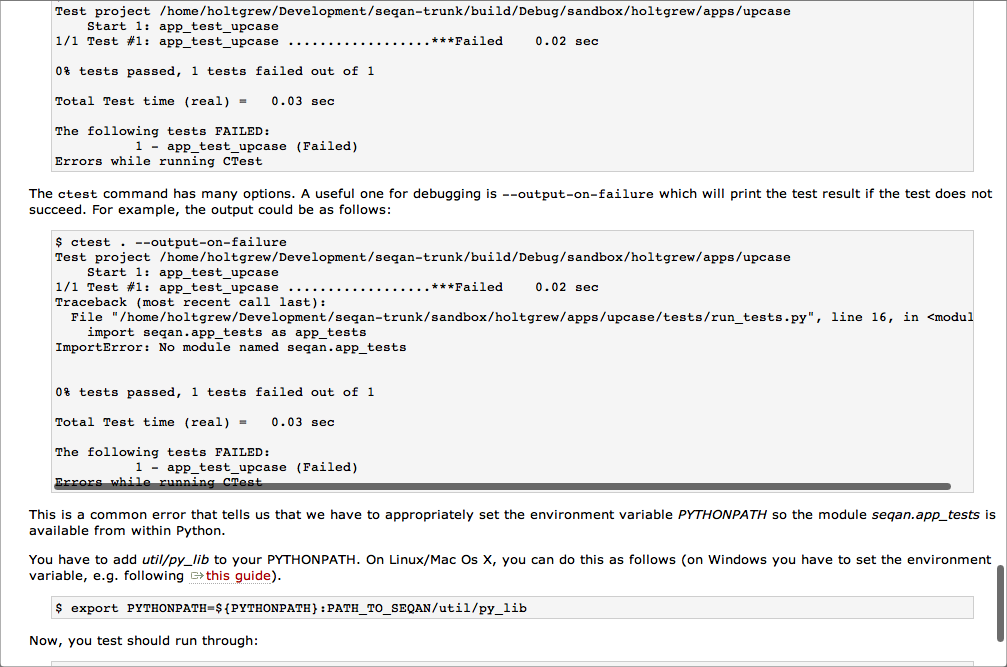 Test project /home/holtgrew/Development/seqan-trunk/build/Debug/sandbox/holtgrew/apps/upcase
    Start 1: app_test_upcase
1/1 Test #1: app_test_upcase ..................***Failed    0.02 sec
0% tests passed, 1 tests failed out of 1
Total Test time (real) =   0.03 sec
The following tests FAILED:
          1 - app_test_upcase (Failed)
Errors while running CTest
The ctest command has many options. A useful one for debugging is --output-on-failure which will print the test result if the test does not
succeed. For example, the output could be as follows:
$ ctest . --output-on-failure
Test project /home/holtgrew/Development/seqan-trunk/build/Debug/sandbox/holtgrew/apps/upcase
    Start 1: app_test_upcase
1/1 Test #1: app_test_upcase ..................***Failed    0.02 sec
Traceback (most recent call last):
  File "/home/holtgrew/Development/seqan-trunk/sandbox/holtgrew/apps/upcase/tests/run_tests.py", line 16, in <modul
    import seqan.app_tests as app_tests
ImportError: No module named seqan.app_tests
0% tests passed, 1 tests failed out of 1
Total Test time (real) =   0.03 sec
The following tests FAILED:
          1 - app_test_upcase (Failed)
Errors while running CTest
This is a common error that tells us that we have to appropriately set the environment variable PYTHONPATH so the module seqan.app_tests is
available from within Python.
You have to add util/py_lib to your PYTHONPATH. On Linux/Mac Os X, you can do this as follows (on Windows you have to set the environment
variable, e.g. following this guide).
$ export PYTHONPATH=${PYTHONPATH}:PATH_TO_SEQAN/util/py_lib
Now, you test should run through: